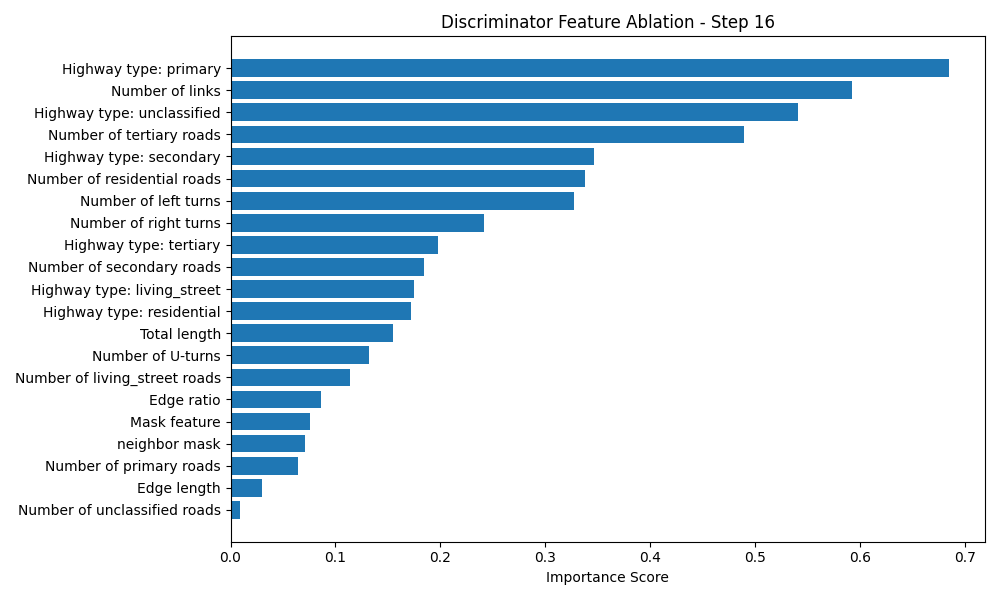 Discriminator Feature Ablation - Step 16
Highway type: primary
Number of links
Highway type: unclassified
Number of tertiary roads
Highway type: secondary
Number of residential roads
Number of left turns
Number of right turns
Highway type: tertiary
Number of secondary roads
Highway type: living_street
Highway type: residential
Total length
Number of U-turns
Number of living_street roads
Edge ratio
Mask feature
neighbor mask
Number of primary roads
Edge length
Number of unclassified roads
0.0 0.1 0.2 0.3 0.4 0.5 0.6 0.7
Importance Score